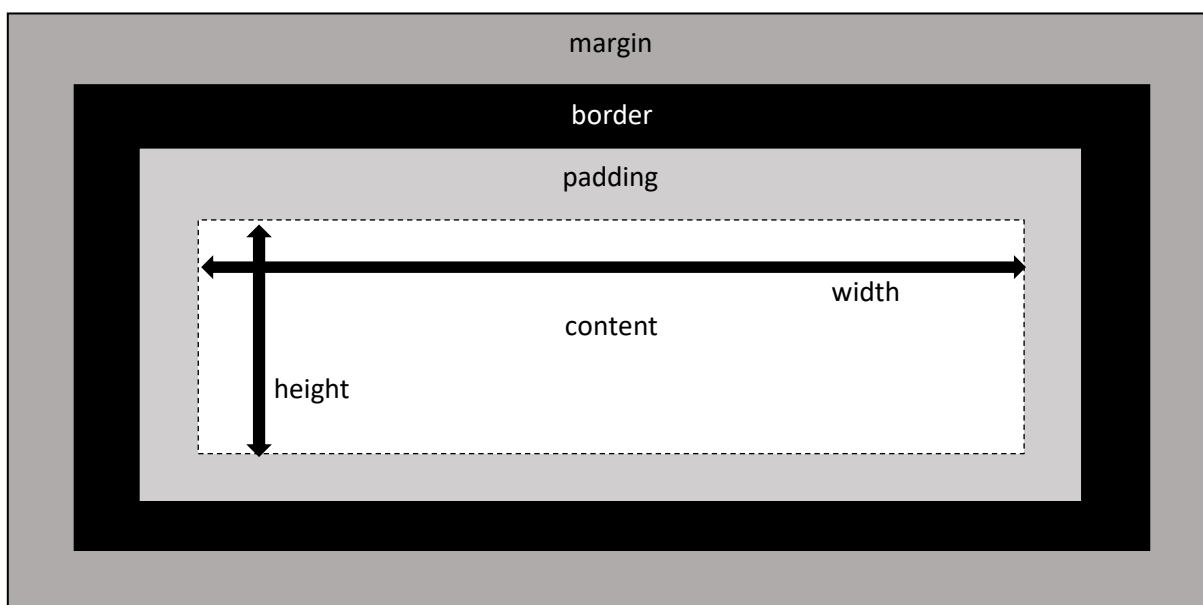 margin
border
padding
width
content
height